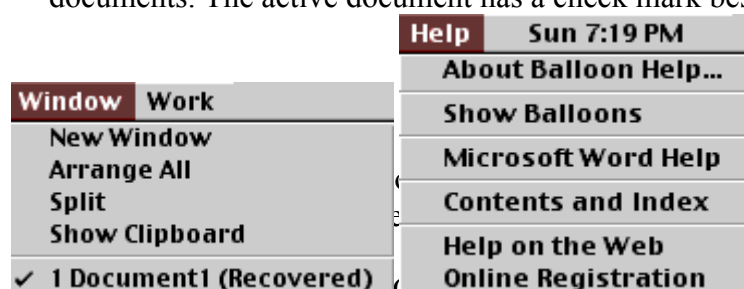 documents. The active document has a check mark bes
Help Sun 7:19 PM
About Balloon Help...
Show Balloons
Microsoft Word Help
Contents and Index
Help on the Web
Online Registration
Window Work
New Window
Arrange All
Split
Show Clipboard
✓ 1 Document1 (Recovered)